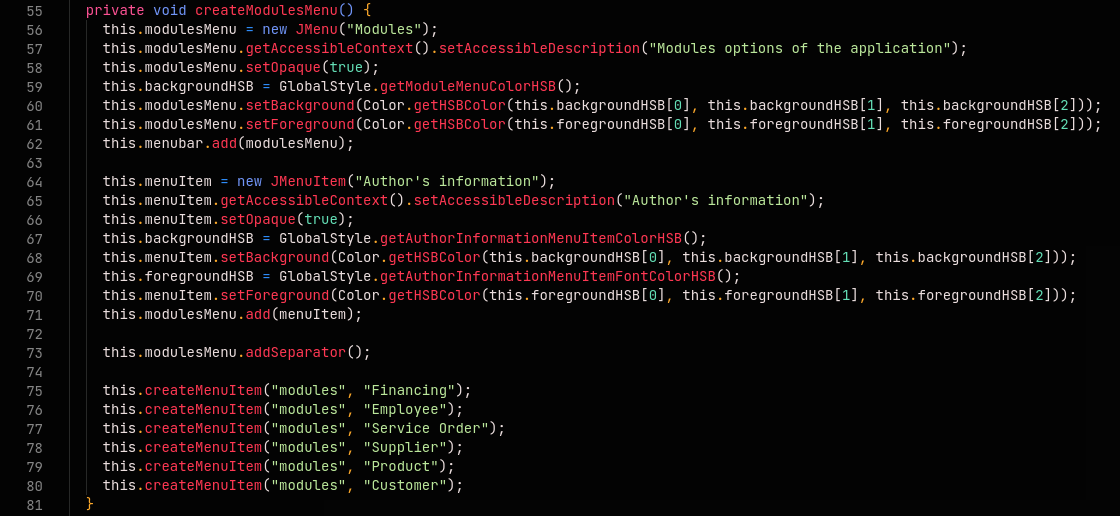 55 private void createModulesMenu() {
56 this.modulesMenu = new JMenu("Modules");
57 this.modulesMenu.getAccessibleContext().setAccessibleDescription("Modules options of the application");
58 this.modulesMenu.setOpaque(true);
59 this.backgroundHSB = GlobalStyle.getModuleMenuColorHSB();
60 this.modulesMenu.setBackground(Color.getHSBColor(this.backgroundHSB[0], this.backgroundHSB[1], this.backgroundHSB[2]));
61 this.modulesMenu.setForeground(Color.getHSBColor(this.foregroundHSB[0], this.foregroundHSB[1], this.foregroundHSB[2]));
62 this.menubar.add(modulesMenu);
63
64 this.menuItem = new JMenuItem("Author's information");
65 this.menuItem.getAccessibleContext().setAccessibleDescription("Author's information");
66 this.menuItem.setOpaque(true);
67 this.backgroundHSB = GlobalStyle.getAuthorInformationMenuItemColorHSB();
68 this.menuItem.setBackground(Color.getHSBColor(this.backgroundHSB[0], this.backgroundHSB[1], this.backgroundHSB[2]));
69 this.foregroundHSB = GlobalStyle.getAuthorInformationMenuItemFontColorHSB();
70 this.menuItem.setForeground(Color.getHSBColor(this.foregroundHSB[0], this.foregroundHSB[1], this.foregroundHSB[2]));
71 this.modulesMenu.add(menuItem);
72
73 this.modulesMenu.addSeparator();
74
75 this.createMenuItem("modules", "Financing");
76 this.createMenuItem("modules", "Employee");
77 this.createMenuItem("modules", "Service Order");
78 this.createMenuItem("modules", "Supplier");
79 this.createMenuItem("modules", "Product");
80 this.createMenuItem("modules", "Customer");
81 }